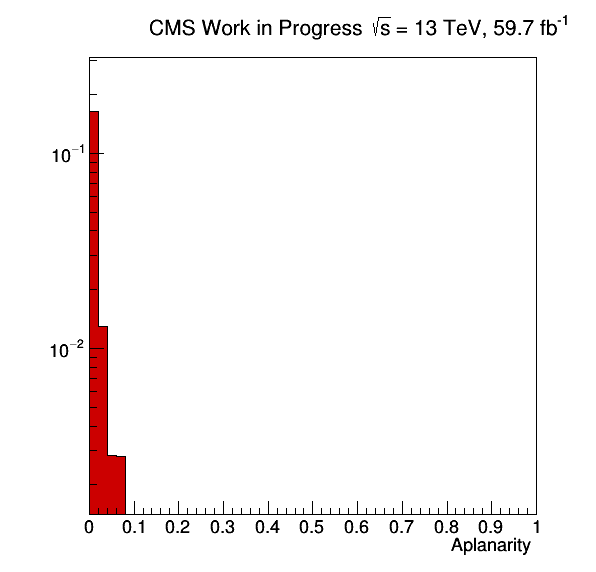 CMS Work in Progress √s = 13 TeV, 59.7 fb⁻¹
10⁻¹
10⁻²
0 0.1 0.2 0.3 0.4 0.5 0.6 0.7 0.8 0.9 1
Aplanarity